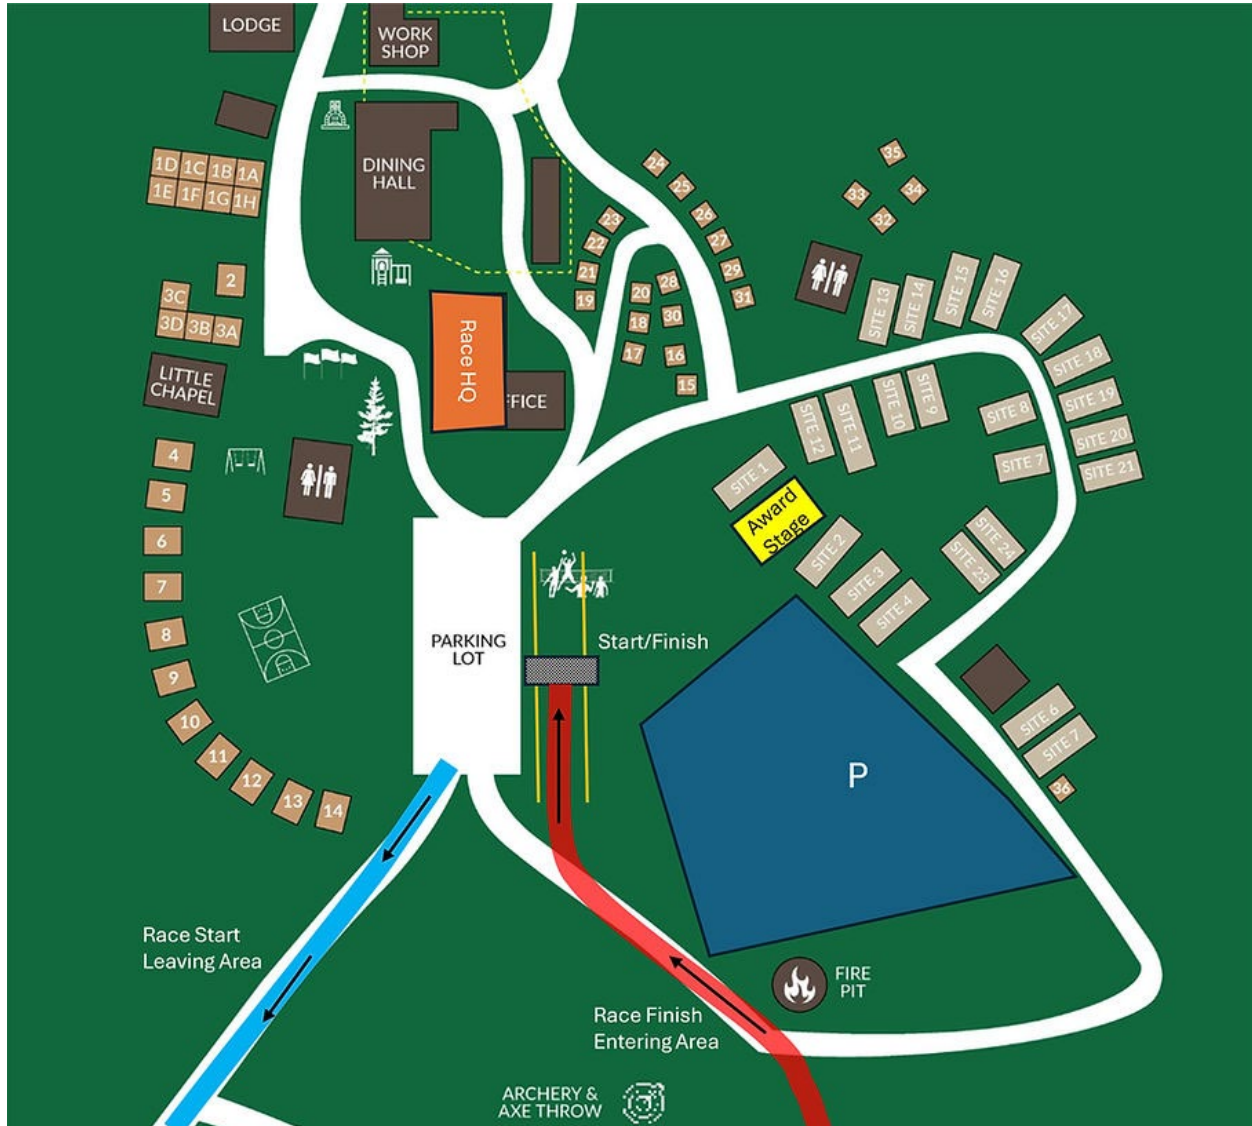 LODGE
WORK
SHOP
DINING
HALL
1D 1C 1B 1A
1E 1F 1G 1H
2
3C
3D 3B 3A
LITTLE
CHAPEL
Race HQ
FFICE
24
25
23
26
22
27
21
29
19
20
28
31
18
30
17
16
15
35
33
34
32
SITE 13
SITE 14
SITE 15
SITE 16
SITE 17
SITE 18
SITE 19
SITE 20
SITE 21
SITE 12
SITE 11
SITE 10
SITE 9
SITE 8
SITE 7
SITE 1
Award
Stage
SITE 2
SITE 3
SITE 4
SITE 24
SITE 23
4
5
6
7
8
9
10
11
12
13
14
PARKING
LOT
Start/Finish
P
SITE 6
SITE 7
36
Race Start
Leaving Area
FIRE
PIT
Race Finish
Entering Area
ARCHERY &
AXE THROW